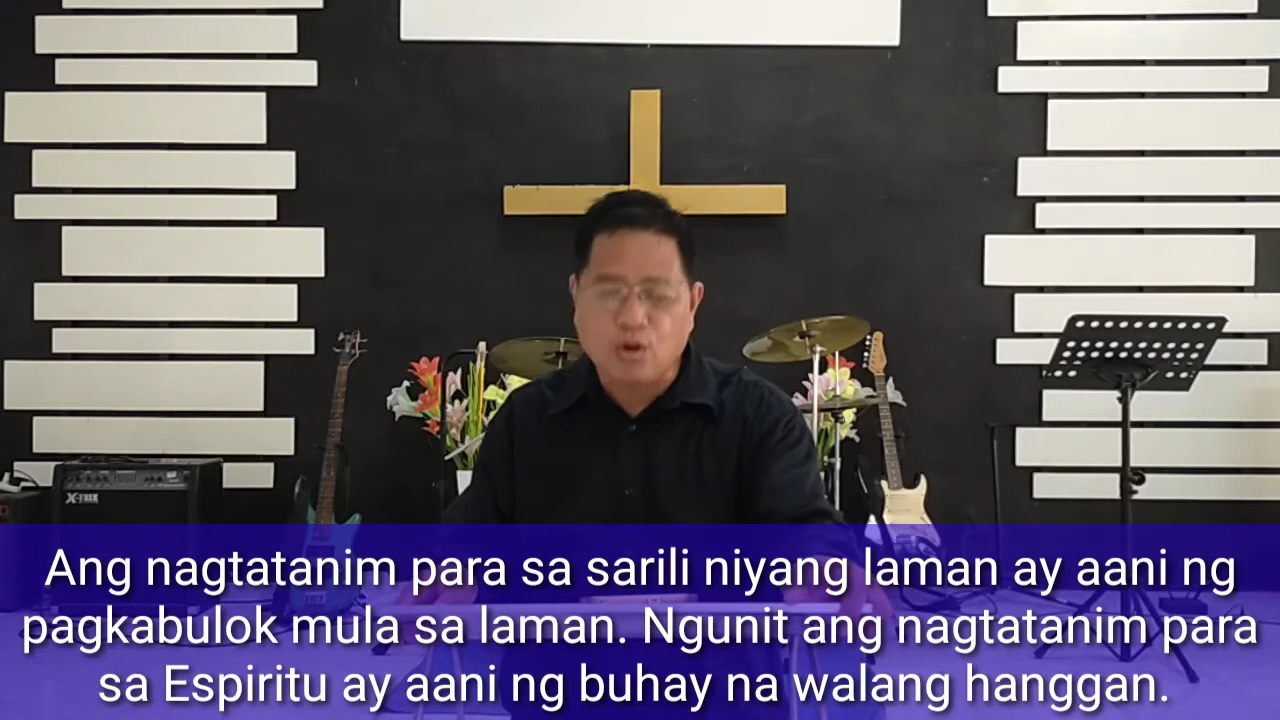 X-TREK
Ang nagtatanim para sa sarili niyang laman ay aani ng
pagkabulok mula sa laman. Ngunit ang nagtatanim para
sa Espiritu ay aani ng buhay na walang hanggan.